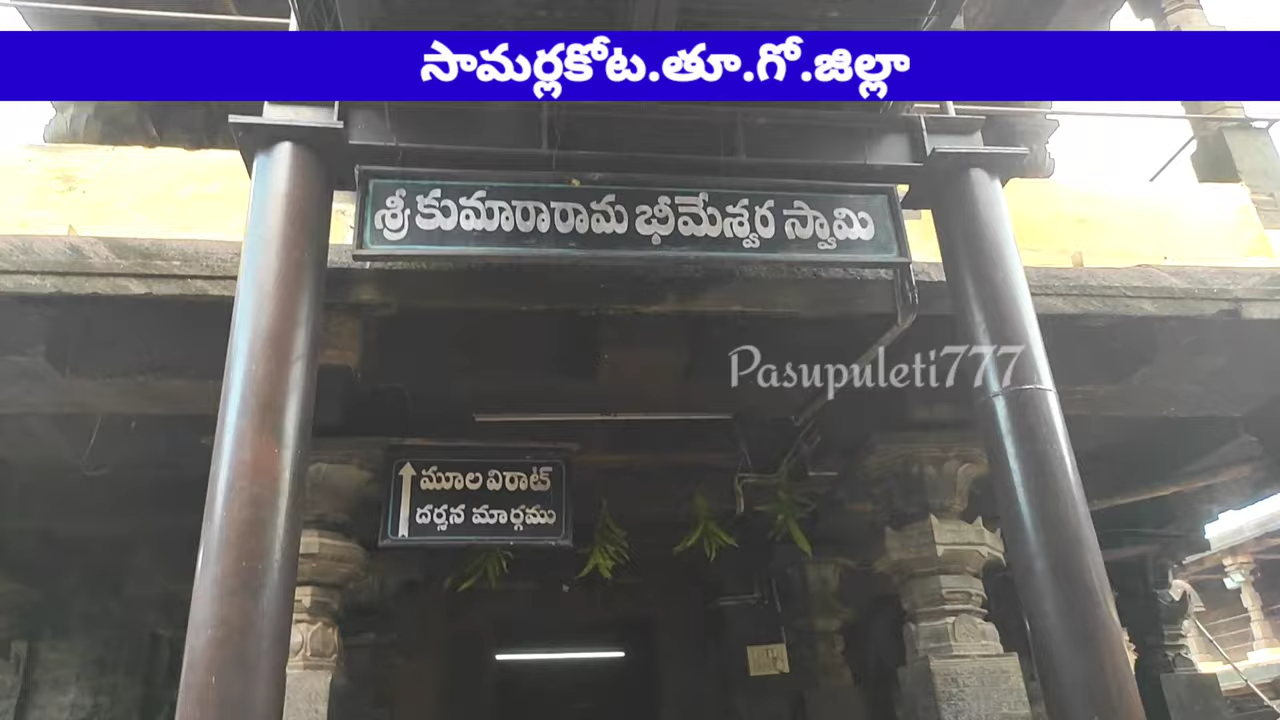 సామర్లకోట.తూ.గో.జిల్లా
శ్రీ కుమారారామ భీమేశ్వర స్వామి
Pasupuleti777
మూల విరాట్
దర్శన మార్గము